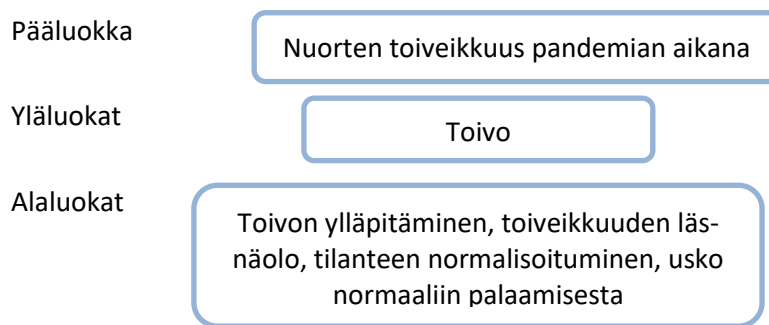 Pääluokka
Nuorten toiveikkuus pandemian aikana
Yläluokat
Toivo
Alaluokat
Toivon ylläpitäminen, toiveikkuuden läs-
näolo, tilanteen normalisoituminen, usko
normaaliin palaamisesta